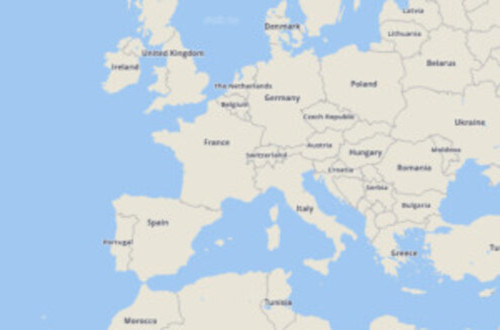 Latvia
Denmark
Lithuania
United Kingdom
Ireland
Belarus
The Netherlands
Poland
Germany
Belgium
Czech Republic
Ukraine
France
Austria
Moldova
Switzerland
Hungary
Croatia
Romania
Serbia
Bulgaria
Italy
Spain
Portugal
Greece
Tu
Tunisia
Morocco